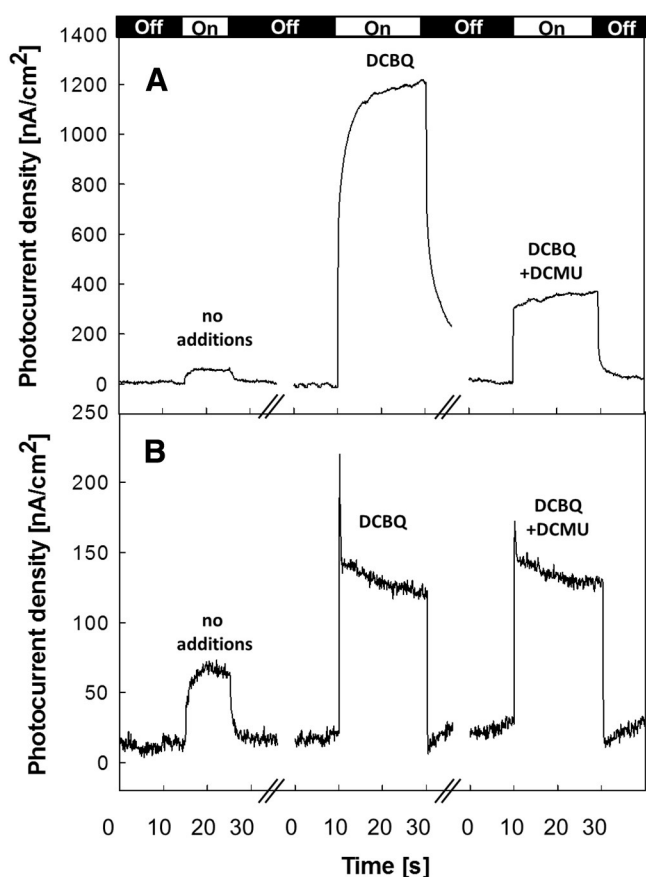 Off On Off On Off On Off
A
Photocurrent density [nA/cm²]
1400
1200
1000
800
600
400
200
0
no
additions
DCBQ
DCBQ
+DCMU
B
Photocurrent density [nA/cm²]
250
200
150
100
50
0
no
additions
DCBQ
DCBQ
+DCMU
0 10 20 30 0 10 20 30 0 10 20 30
Time [s]